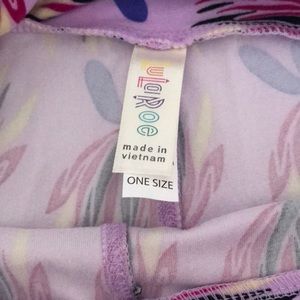 LuLaRoe
made in
vietnam
ONE SIZE